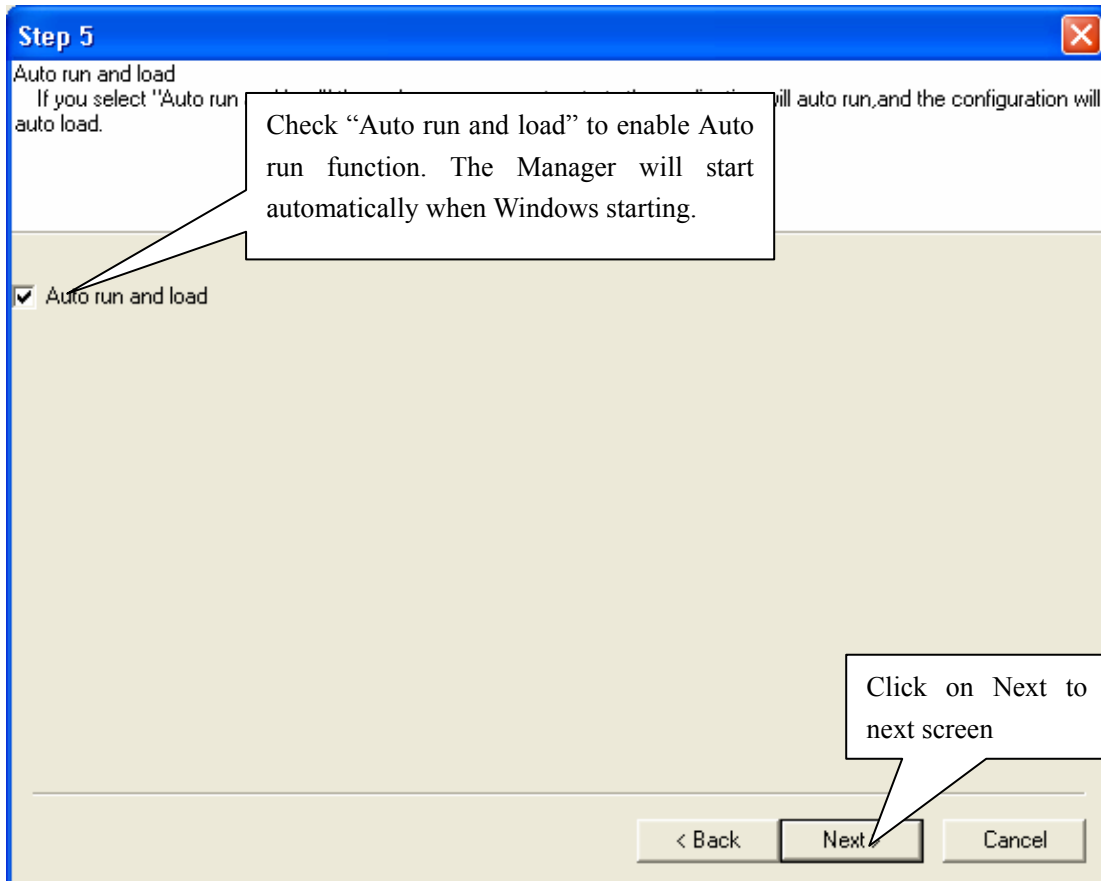 Step 5
Auto run and load
If you select "Auto run will auto run,and the configuration will
auto load.
Check “Auto run and load” to enable Auto
run function. The Manager will start
automatically when Windows starting.
Auto run and load
Click on Next to
next screen
< Back
Next
Cancel